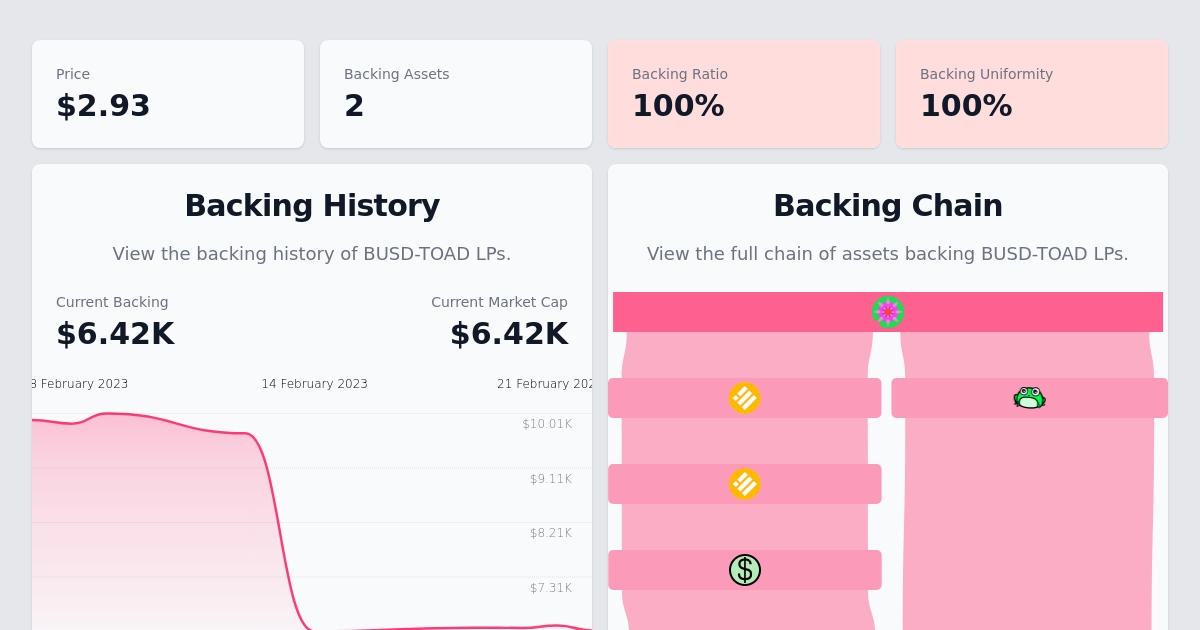 Price
$2.93
Backing Assets
2
Backing Ratio
100%
Backing Uniformity
100%
Backing History
View the backing history of BUSD-TOAD LPs.
Current Backing
$6.42K
Current Market Cap
$6.42K
8 February 2023
14 February 2023
21 February 202
$10.01K
$9.11K
$8.21K
$7.31K
Backing Chain
View the full chain of assets backing BUSD-TOAD LPs.
$